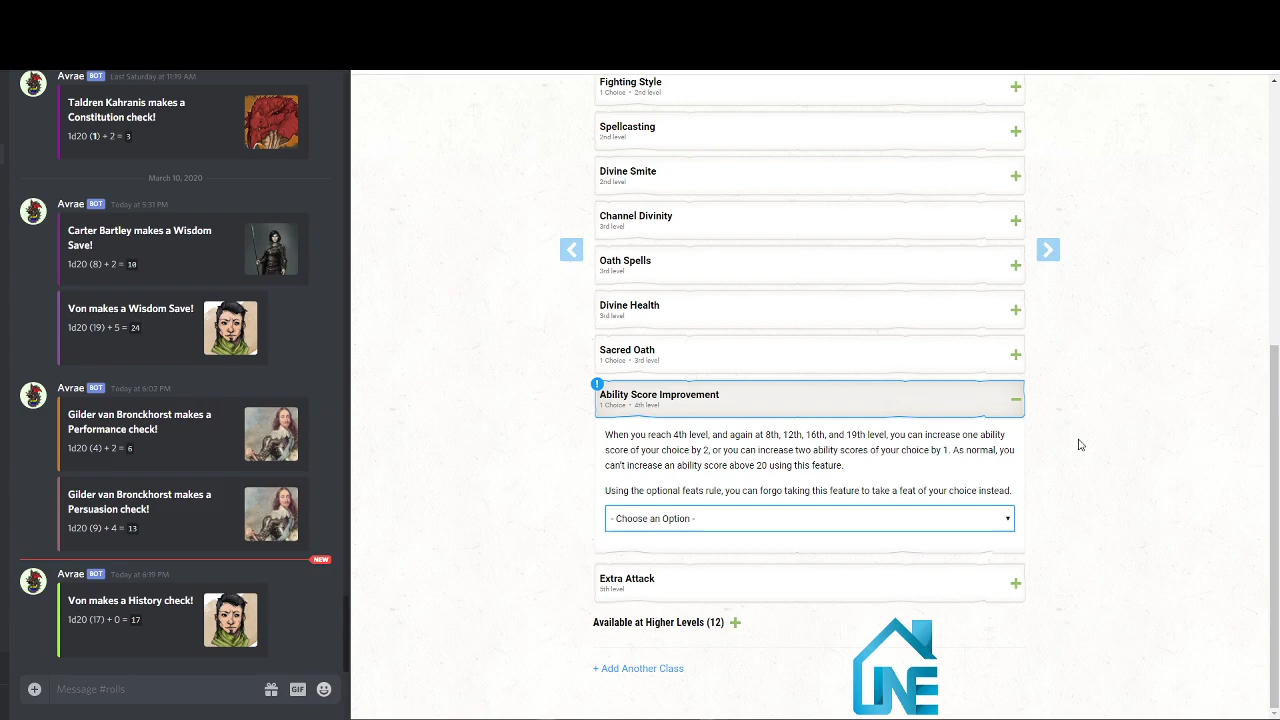 Avrae BOT Last Saturday at 11:19 AM
Taldren Kahranis makes a
Constitution check!
1d20 (1) + 2 = 3
March 10, 2020
Avrae BOT Today at 5:31 PM
Carter Bartley makes a Wisdom
Save!
1d20 (8) + 2 = 10
Von makes a Wisdom Save!
1d20 (19) + 5 = 24
Avrae BOT Today at 6:02 PM
Gilder van Bronckhorst makes a
Performance check!
1d20 (4) + 2 = 6
Gilder van Bronckhorst makes a
Persuasion check!
1d20 (9) + 4 = 13
NEW
Avrae BOT Today at 6:19 PM
Von makes a History check!
1d20 (17) + 0 = 17
Message #rolls
GIF
Fighting Style
1 Choice • 2nd level
Spellcasting
2nd level
Divine Smite
2nd level
Channel Divinity
3rd level
Oath Spells
3rd level
Divine Health
3rd level
Sacred Oath
1 Choice • 3rd level
!
Ability Score Improvement
1 Choice • 4th level
When you reach 4th level, and again at 8th, 12th, 16th, and 19th level, you can increase one ability
score of your choice by 2, or you can increase two ability scores of your choice by 1. As normal, you
can't increase an ability score above 20 using this feature.
Using the optional feats rule, you can forgo taking this feature to take a feat of your choice instead.
- Choose an Option -
Extra Attack
5th level
Available at Higher Levels (12)
+ Add Another Class
UNE